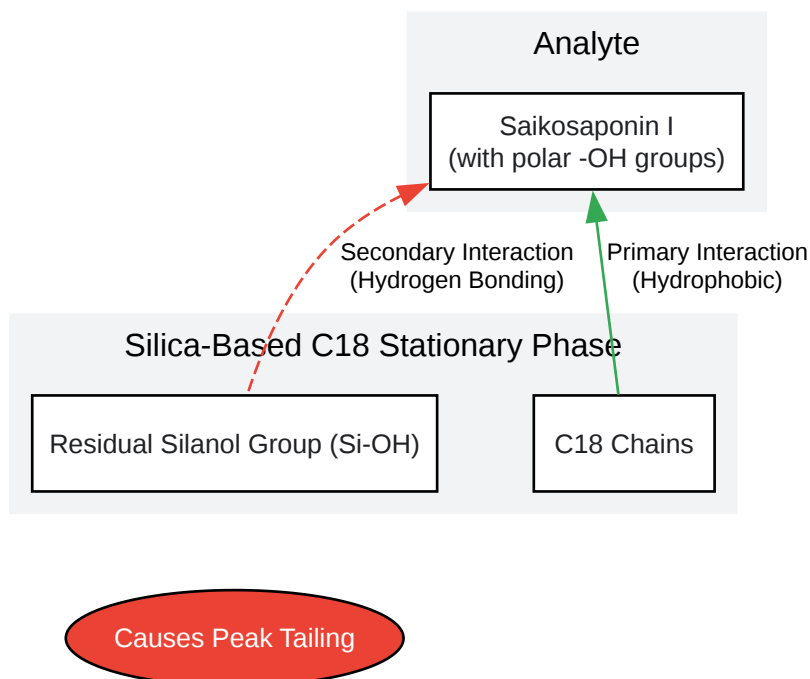 Analyte
Saikosaponin I
(with polar -OH groups)
Secondary Interaction
(Hydrogen Bonding)
Primary Interaction
(Hydrophobic)
Silica-Based C18 Stationary Phase
Residual Silanol Group (Si-OH)
C18 Chains
Causes Peak Tailing